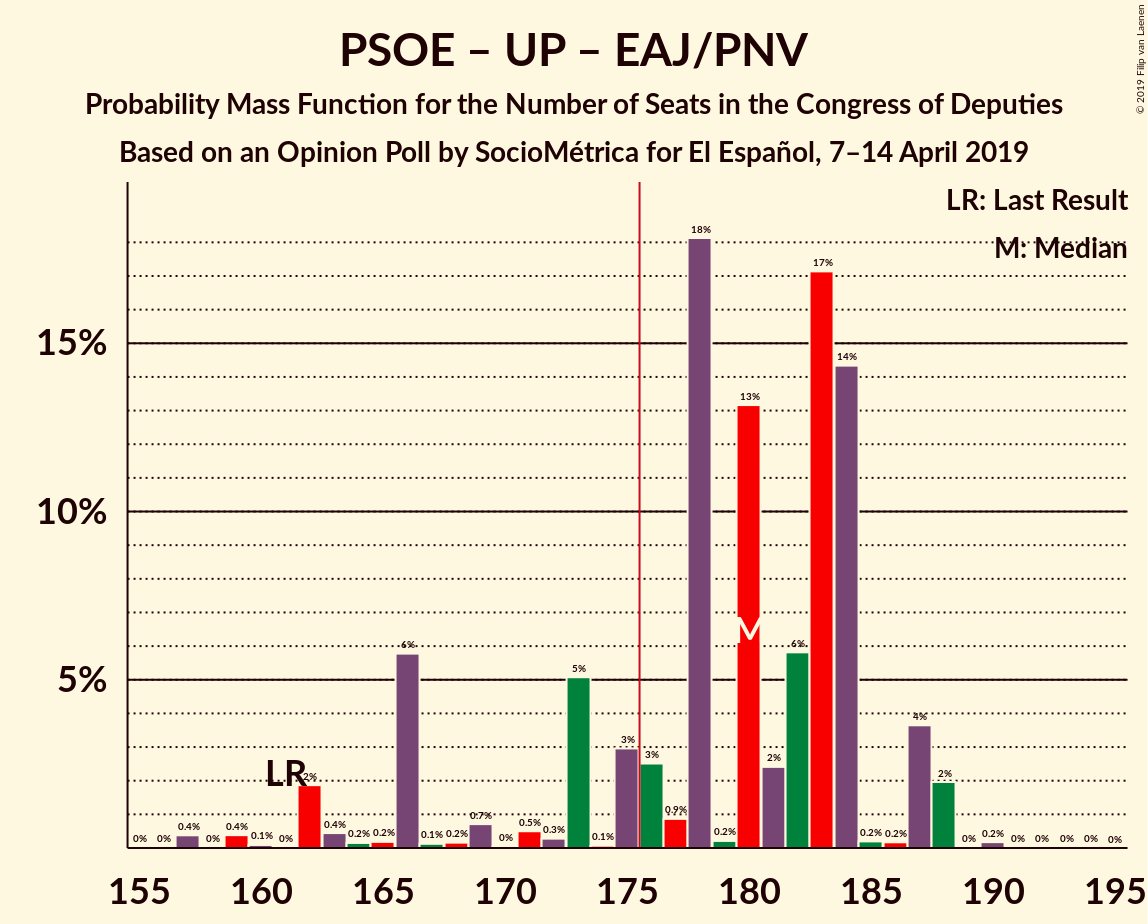 PSOE – UP – EAJ/PNV
Probability Mass Function for the Number of Seats in the Congress of Deputies
Based on an Opinion Poll by SocioMétrica for El Español, 7–14 April 2019
© 2019 Filip van Laenen
LR: Last Result
M: Median
15%
10%
5%
0% 0% 0.4% 0% 0.4% 0.1% 0% 2% 0.4% 0.2% 0.2% 6% 0.1% 0.2% 0.7% 0% 0.5% 0.3% 5% 0.1% 3% 3% 0.9% 18% 0.2% 13% 2% 6% 17% 14% 0.2% 0.2% 4% 2% 0% 0.2% 0% 0% 0% 0% 0%
LR
M
155 160 165 170 175 180 185 190 195